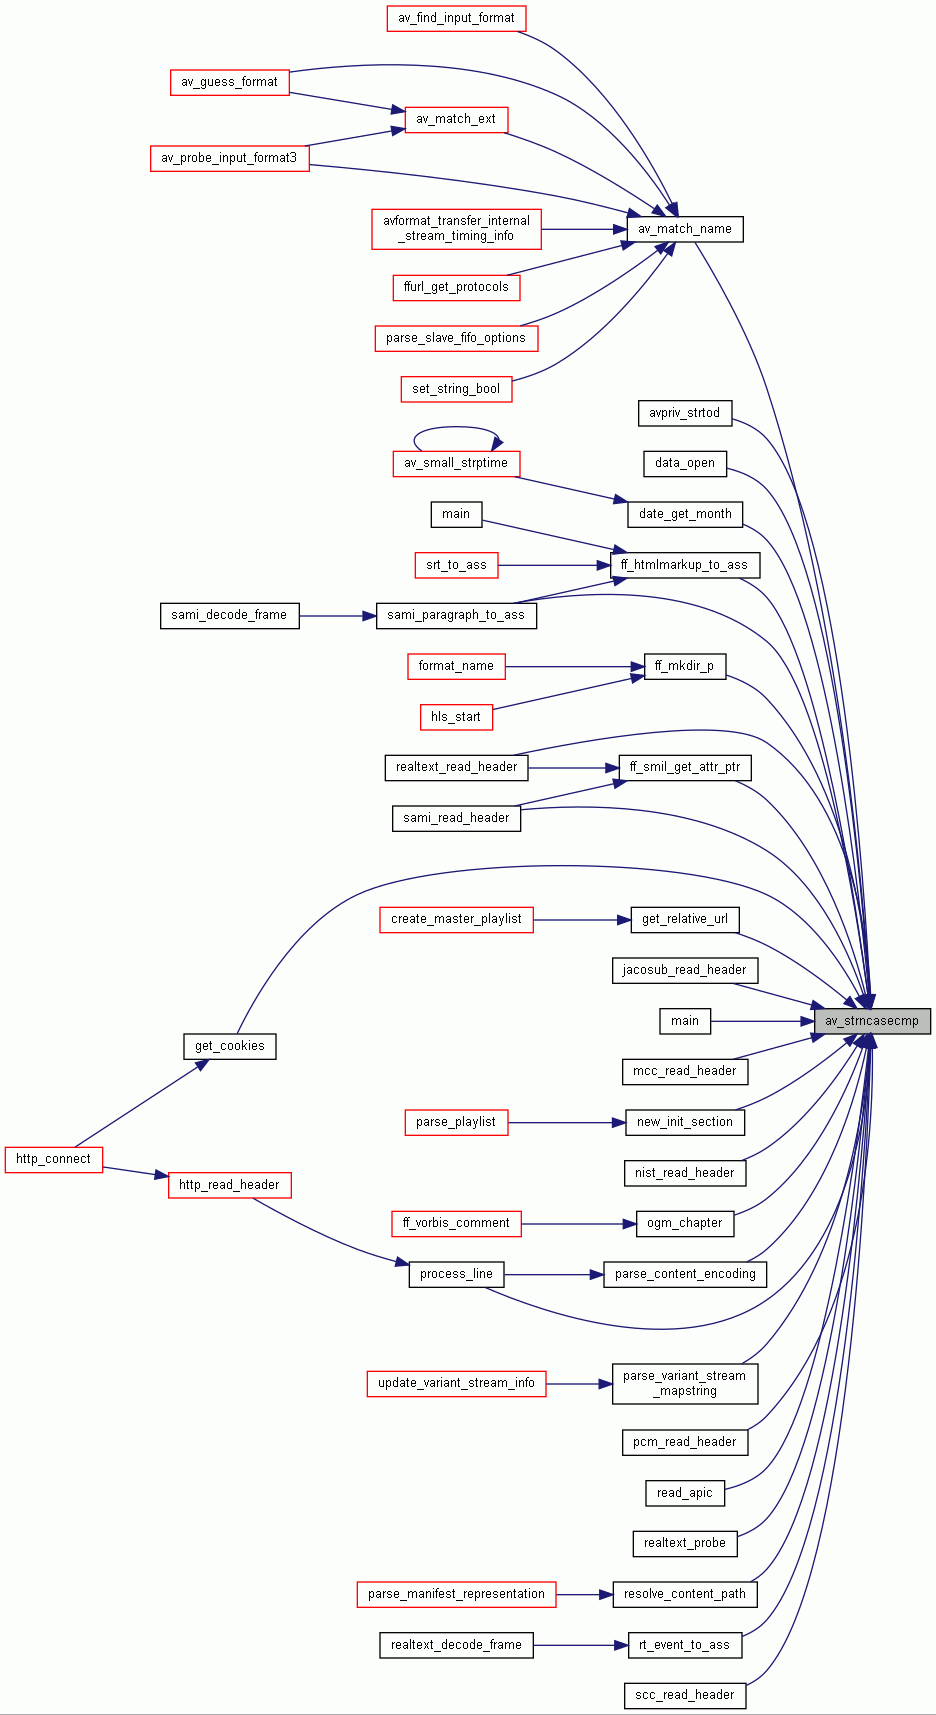 av_find_input_format
av_guess_format
av_match_ext
av_probe_input_format3
avformat_transfer_internal
_stream_timing_info
av_match_name
ffurl_get_protocols
parse_slave_fifo_options
set_string_bool
avpriv_strtod
av_small_strptime
data_open
main
date_get_month
srt_to_ass
ff_htmlmarkup_to_ass
sami_decode_frame
sami_paragraph_to_ass
format_name
ff_mkdir_p
hls_start
realtext_read_header
ff_smil_get_attr_ptr
sami_read_header
create_master_playlist
get_relative_url
jacosub_read_header
main
av_strncasecmp
get_cookies
mcc_read_header
parse_playlist
new_init_section
http_connect
http_read_header
nist_read_header
ff_vorbis_comment
ogm_chapter
process_line
parse_content_encoding
update_variant_stream_info
parse_variant_stream
_mapstring
pcm_read_header
read_apic
realtext_probe
parse_manifest_representation
resolve_content_path
realtext_decode_frame
rt_event_to_ass
scc_read_header